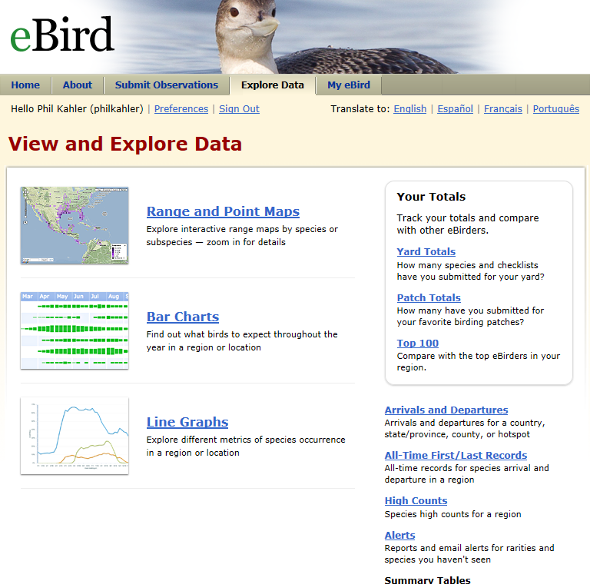 eBird
Home
About
Submit Observations
Explore Data
My eBird
Hello Phil Kahler (philkahler) | Preferences | Sign Out
Translate to: English | Español | Français | Português
View and Explore Data
Range and Point Maps
Explore interactive range maps by species or
subspecies — zoom in for details
Mar Apr May Jun Jul Aug S
Bar Charts
Find out what birds to expect throughout the
year in a region or location
Line Graphs
Explore different metrics of species occurrence
in a region or location
Your Totals
Track your totals and compare
with other eBirders.
Yard Totals
How many species and checklists
have you submitted for your yard?
Patch Totals
How many have you submitted for
your favorite birding patches?
Top 100
Compare with the top eBirders in your
region.
Arrivals and Departures
Arrivals and departures for a country,
state/province, county, or hotspot
All-Time First/Last Records
All-time records for species arrival and
departure in a region
High Counts
Species high counts for a region
Alerts
Reports and email alerts for rarities and
species you haven't seen
Summary Tables